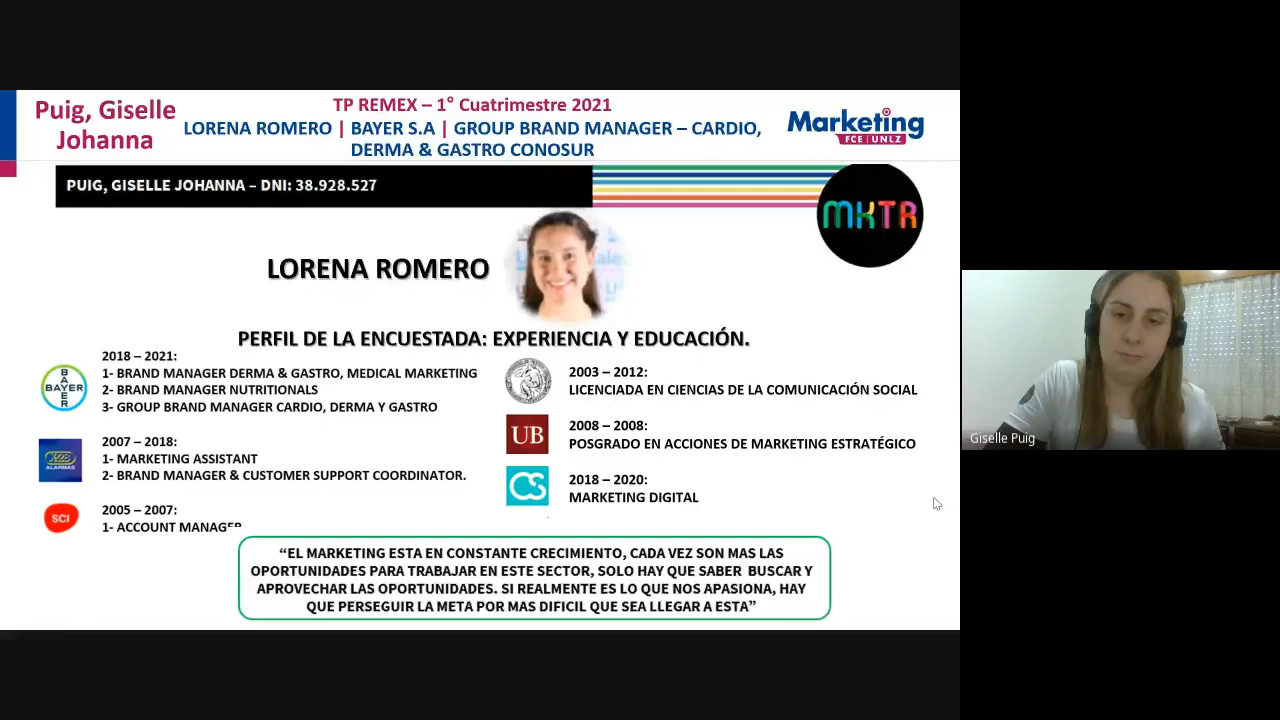 Puig, Giselle
Johanna
TP REMEX – 1° Cuatrimestre 2021
LORENA ROMERO | BAYER S.A | GROUP BRAND MANAGER – CARDIO,
DERMA & GASTRO CONOSUR
Marketing
FCE | UNLZ
PUIG, GISELLE JOHANNA – DNI: 38.928.527
MKTR
LORENA ROMERO
PERFIL DE LA ENCUESTADA: EXPERIENCIA Y EDUCACIÓN.
BAYER
BAYER
2018 – 2021:
1- BRAND MANAGER DERMA & GASTRO, MEDICAL MARKETING
2- BRAND MANAGER NUTRITIONALS
3- GROUP BRAND MANAGER CARDIO, DERMA Y GASTRO
X-28
ALARMAS
2007 – 2018:
1- MARKETING ASSISTANT
2- BRAND MANAGER & CUSTOMER SUPPORT COORDINATOR.
SCI
2005 – 2007:
1- ACCOUNT MANAGER
2003 – 2012:
LICENCIADA EN CIENCIAS DE LA COMUNICACIÓN SOCIAL
UB
2008 – 2008:
POSGRADO EN ACCIONES DE MARKETING ESTRATÉGICO
CS
2018 – 2020:
MARKETING DIGITAL
“EL MARKETING ESTA EN CONSTANTE CRECIMIENTO, CADA VEZ SON MAS LAS
OPORTUNIDADES PARA TRABAJAR EN ESTE SECTOR, SOLO HAY QUE SABER BUSCAR Y
APROVECHAR LAS OPORTUNIDADES. SI REALMENTE ES LO QUE NOS APASIONA, HAY
QUE PERSEGUIR LA META POR MAS DIFICIL QUE SEA LLEGAR A ESTA”
Giselle Puig